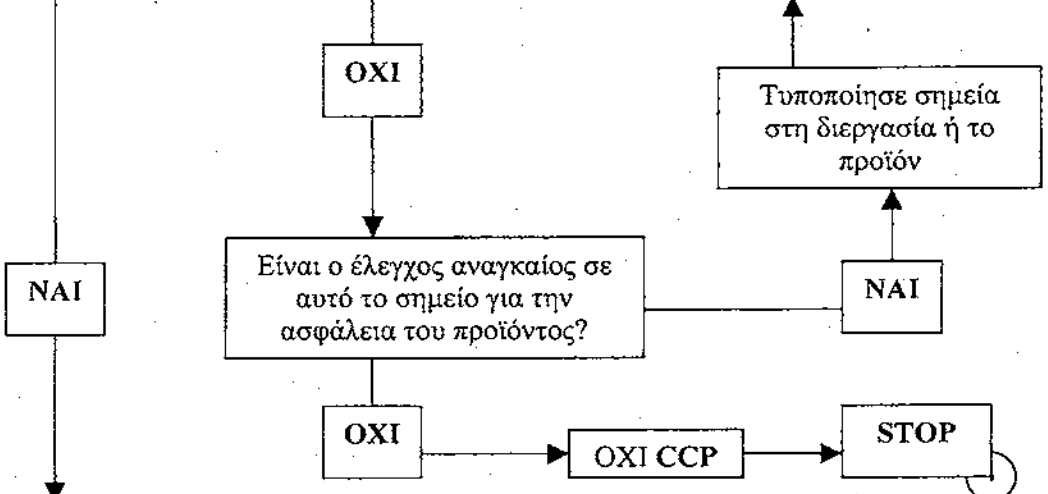 ΟΧΙ
Τυποποίησε σημεία
στη διεργασία ή το
προϊόν
Είναι ο έλεγχος αναγκαίος σε
αυτό το σημείο για την
ασφάλεια του προϊόντος?
ΝΑΙ
ΝΑΙ
ΟΧΙ
ΟΧΙ CCP
STOP